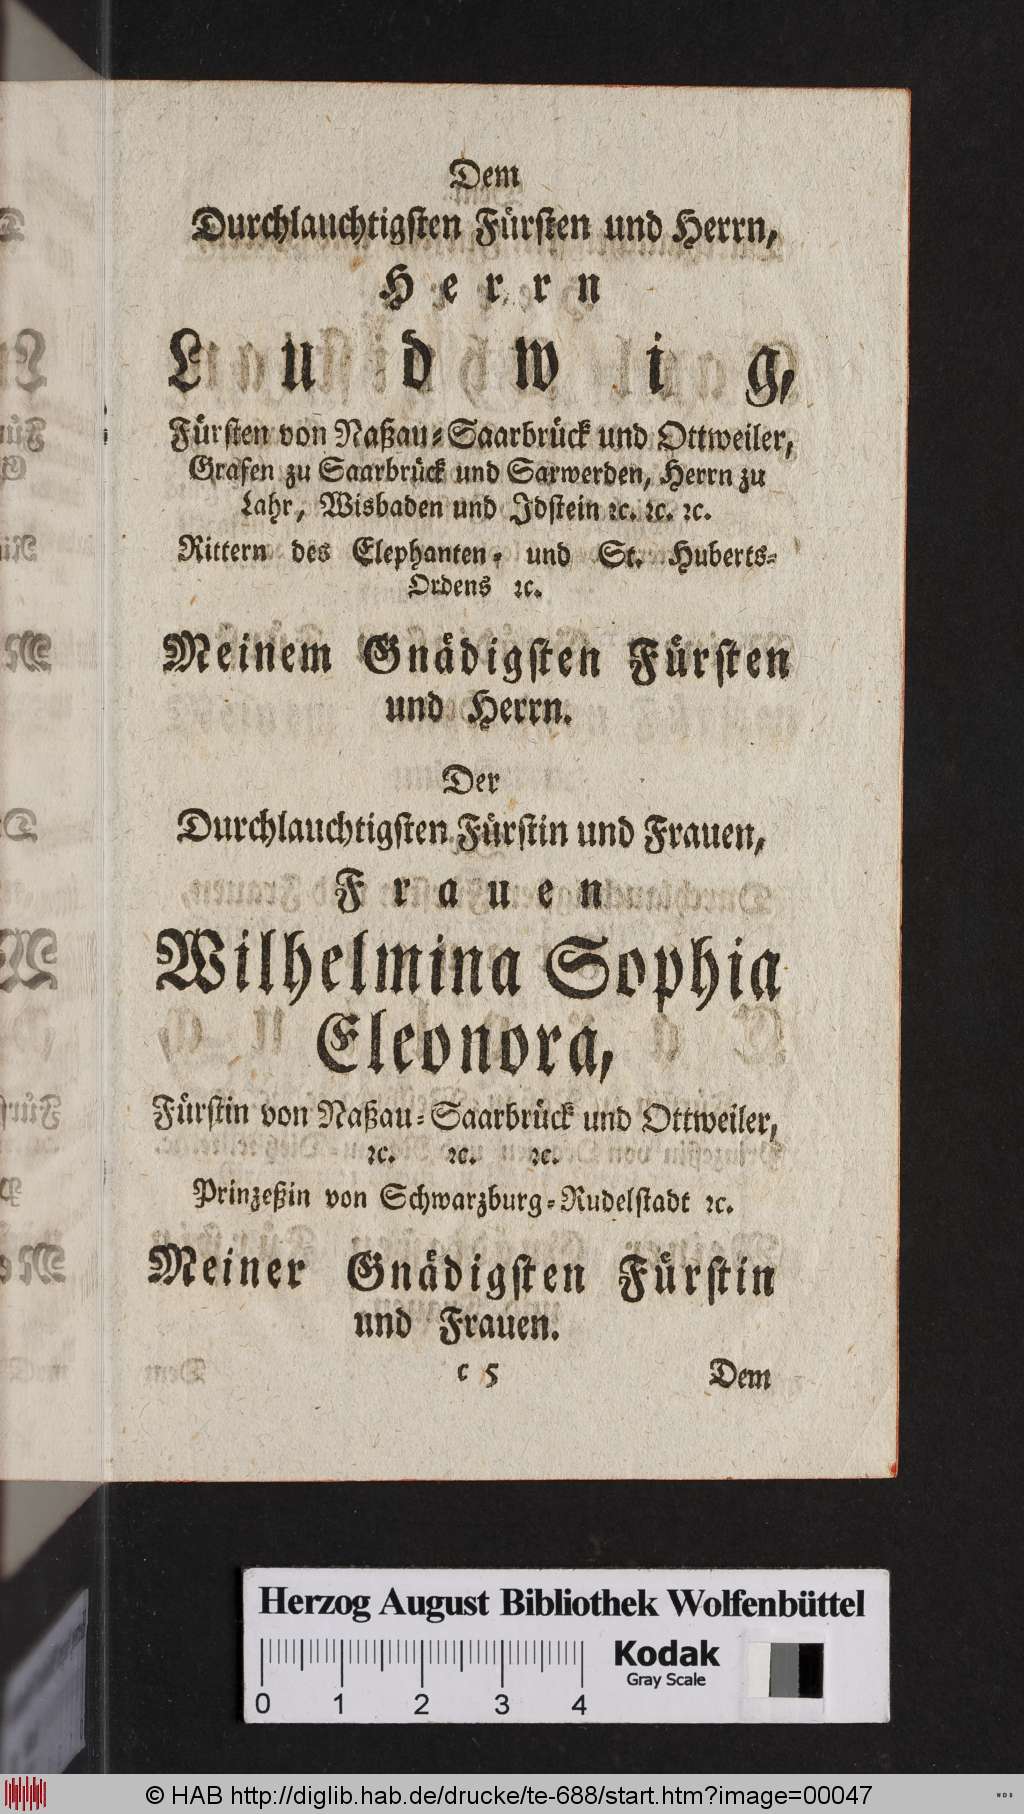 Dem
Durchlauchtigsten Fürsten und Herrn,
Herrn
Ludwig,
Fürsten von Naßau-Saarbrück und Ottweiler,
Grafen zu Saarbrück und Sarwerden, Herrn zu
Lahr, Wisbaden und Idstein ꝛc. ꝛc. ꝛc.
Rittern des Elephanten- und St. Huberts-
Ordens ꝛc.
Meinem Gnädigsten Fürsten
und Herrn.
Der
Durchlauchtigsten Fürstin und Frauen,
Frauen
Wilhelmina Sophia
Eleonora,
Fürstin von Naßau-Saarbrück und Ottweiler,
ꝛc. ꝛc. ꝛc.
Prinzeßin von Schwarzburg-Rudelstadt ꝛc.
Meiner Gnädigsten Fürstin
und Frauen.
c 5 Dem
Herzog August Bibliothek Wolfenbüttel
Kodak
Gray Scale
0 1 2 3 4
© HAB http://diglib.hab.de/drucke/te-688/start.htm?image=00047